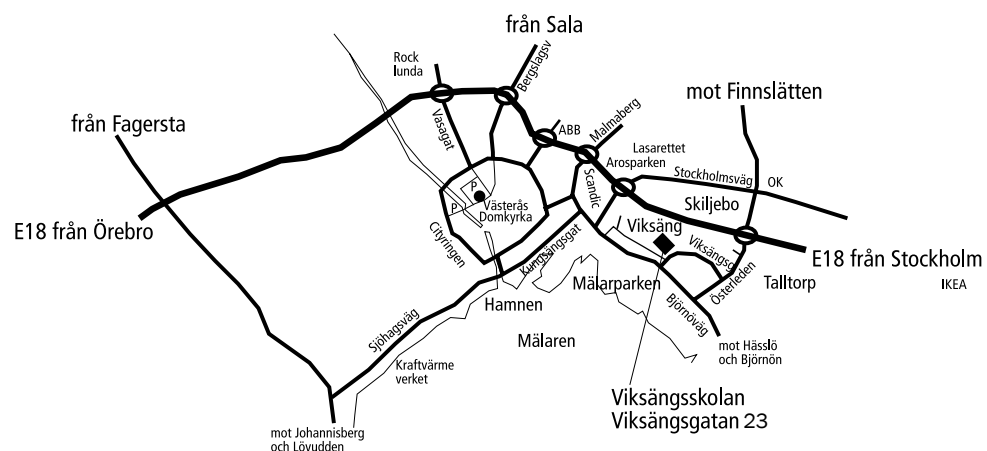 från Sala
Rock
lunda
Bergslagsv
mot Finnslätten
från Fagersta
Vasagat
ABB
Malmaberg
Lasarettet
Arosparken
Stockholmsväg
OK
P
P
Västerås
Domkyrka
Scandic
Skiljebo
E18 från Örebro
Cityringen
Kungsängsgat
Viksäng
Viksängsg
E18 från Stockholm
IKEA
Hamnen
Mälarparken
Österleden
Talltorp
Björnöväg
Sjöhagsväg
Mälaren
mot Hässlö
och Björnön
Kraftvärme
verket
Viksängsskolan
Viksängsgatan 23
mot Johannisberg
och Lövudden